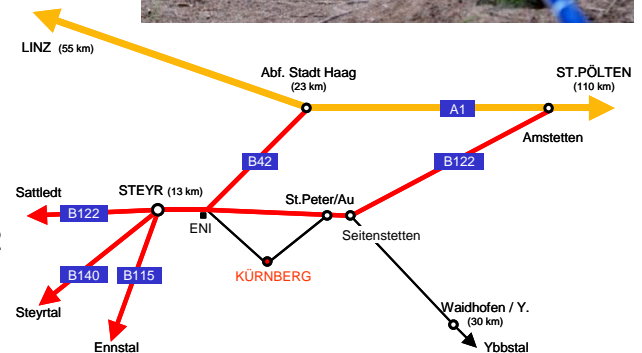 LINZ (55 km)
Abf. Stadt Haag
(23 km)
ST.PÖLTEN
(110 km)
A1
Amstetten
B42
B122
Sattledt
STEYR (13 km)
St.Peter/Au
B122
ENI
Seitenstetten
B140
B115
KÜRNBERG
Steyrtal
Waidhofen / Y.
(30 km)
Ennstal
Ybbstal